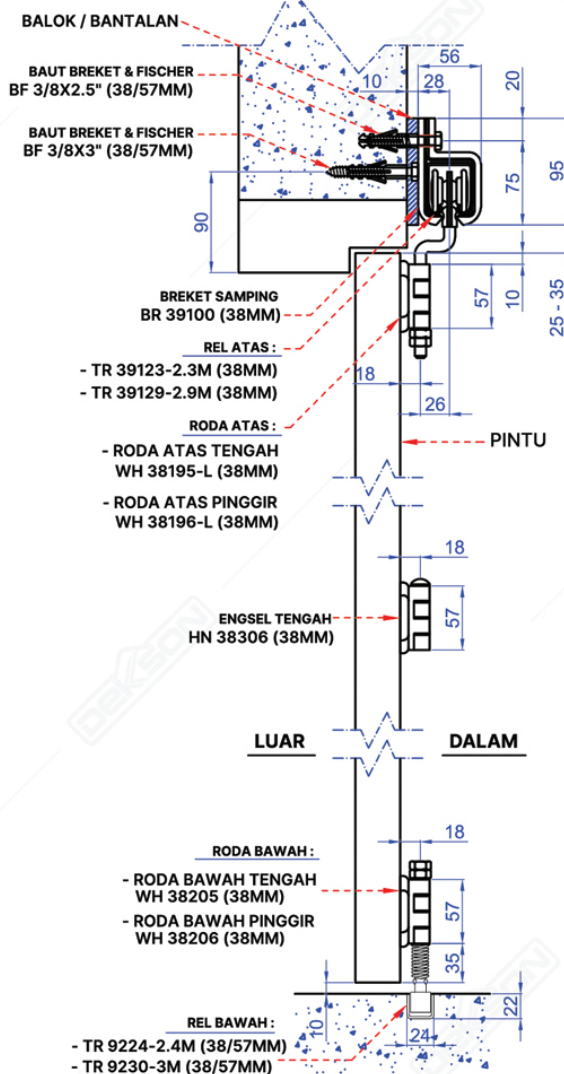 BALOK / BANTALAN
56
10
28
20
BAUT BREKET & FISCHER
BF 3/8X2.5" (38/57MM)
BAUT BREKET & FISCHER
BF 3/8X3" (38/57MM)
75
95
90
BREKET SAMPING
BR 39100 (38MM)
57
10
25 - 35
REL ATAS :
- TR 39123-2.3M (38MM)
- TR 39129-2.9M (38MM)
18
26
RODA ATAS :
- RODA ATAS TENGAH
WH 38195-L (38MM)
- RODA ATAS PINGGIR
WH 38196-L (38MM)
PINTU
18
ENGSEL TENGAH
HN 38306 (38MM)
57
DEKSON
LUAR
DALAM
18
RODA BAWAH :
- RODA BAWAH TENGAH
WH 38205 (38MM)
- RODA BAWAH PINGGIR
WH 38206 (38MM)
57
35
10
22
24
REL BAWAH :
- TR 9224-2.4M (38/57MM)
- TR 9230-3M (38/57MM)
DEKSON